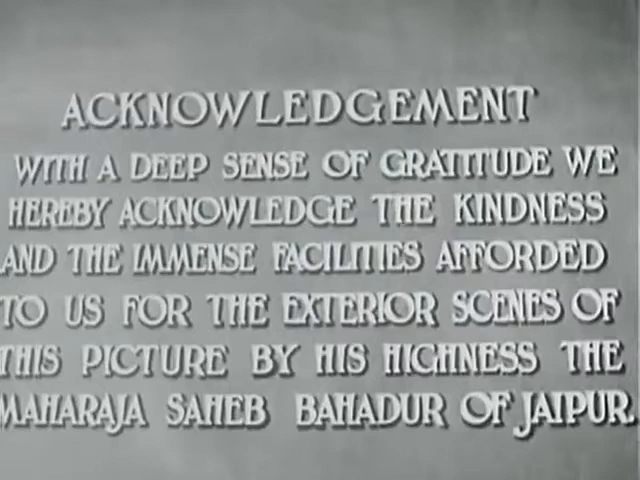 ACKNOWLEDGEMENT
WITH A DEEP SENSE OF GRATITUDE WE
HEREBY ACKNOWLEDGE THE KINDNESS
AND THE IMMENSE FACILITIES AFFORDED
TO US FOR THE EXTERIOR SCENES OF
THIS PICTURE BY HIS HIGHNESS THE
MAHARAJA SAHEB BAHADUR OF JAIPUR.